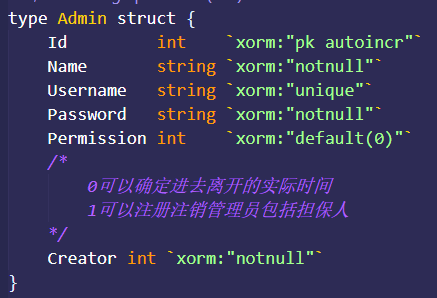 type Admin struct {
    Id         int    `xorm:"pk autoincr"`
    Name       string `xorm:"notnull"`
    Username   string `xorm:"unique"`
    Password   string `xorm:"notnull"`
    Permission int    `xorm:"default(0)"`
    /*
        0可以确定进去离开的实际时间
        1可以注册注销管理员包括担保人
    */
    Creator int `xorm:"notnull"`
}